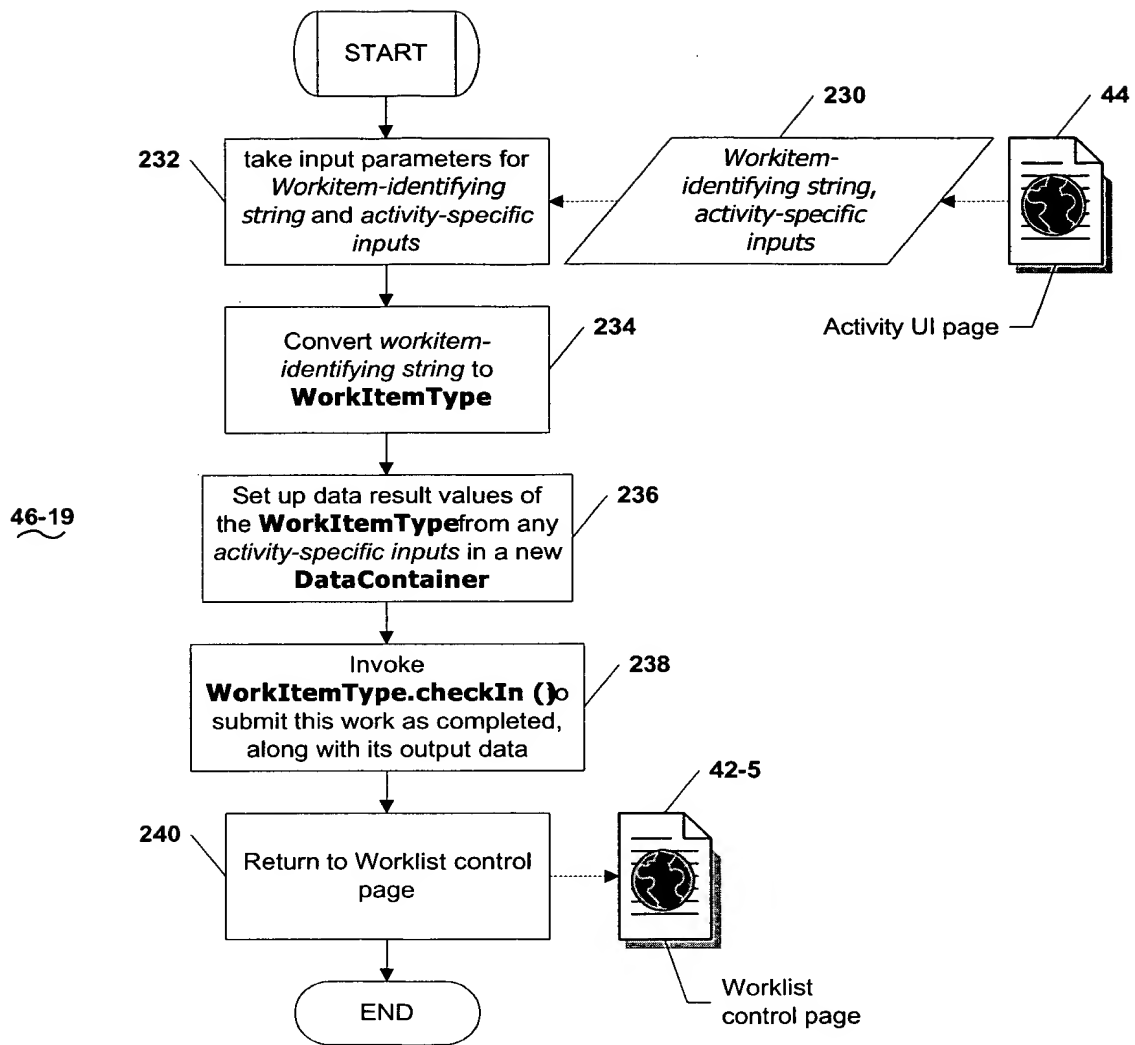 START
230
44
232
take input parameters for
Workitem-identifying
string and activity-specific
inputs
Workitem-
identifying string,
activity-specific
inputs
Activity UI page
234
Convert workitem-
identifying string to
WorkItemType
46-19
Set up data result values of
the WorkItemType from any
activity-specific inputs in a new
DataContainer
236
Invoke
WorkItemType.checkIn () to
submit this work as completed,
along with its output data
238
42-5
240
Return to Worklist control
page
Worklist
control page
END